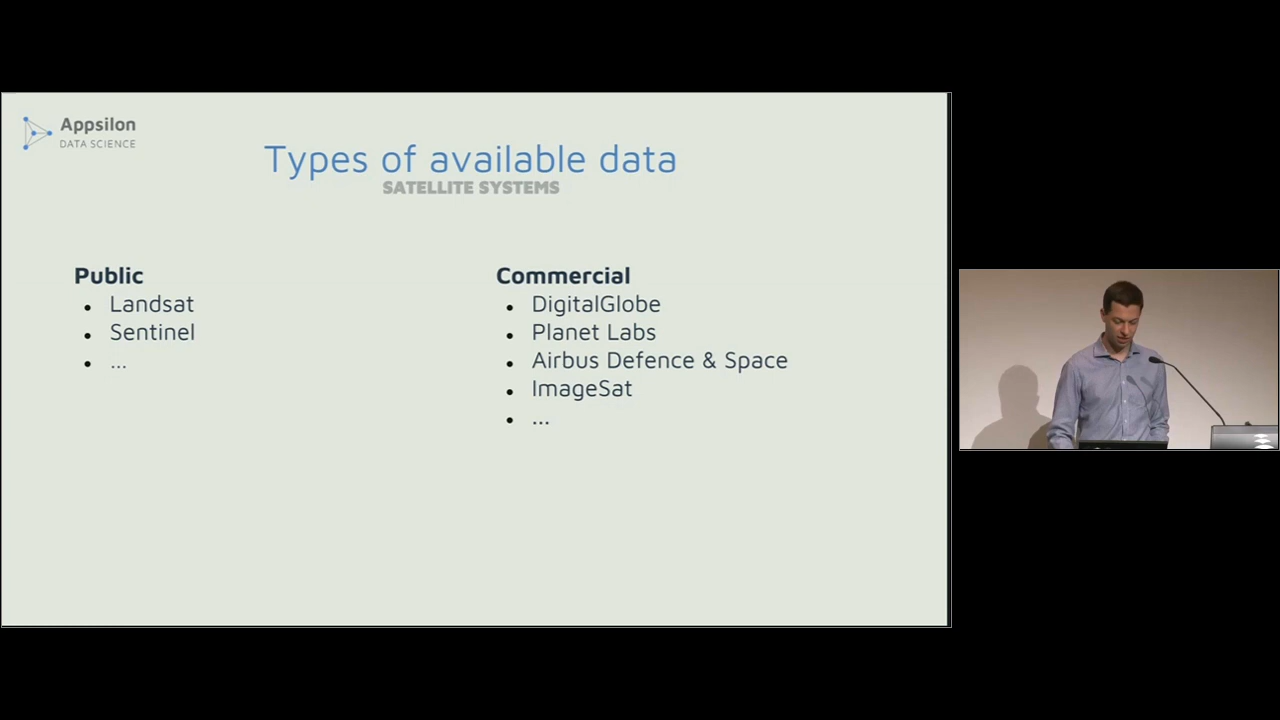 Appsilon
DATA SCIENCE
Types of available data
SATELLITE SYSTEMS
Public
• Landsat
• Sentinel
• ...
Commercial
• DigitalGlobe
• Planet Labs
• Airbus Defence & Space
• ImageSat
• ...